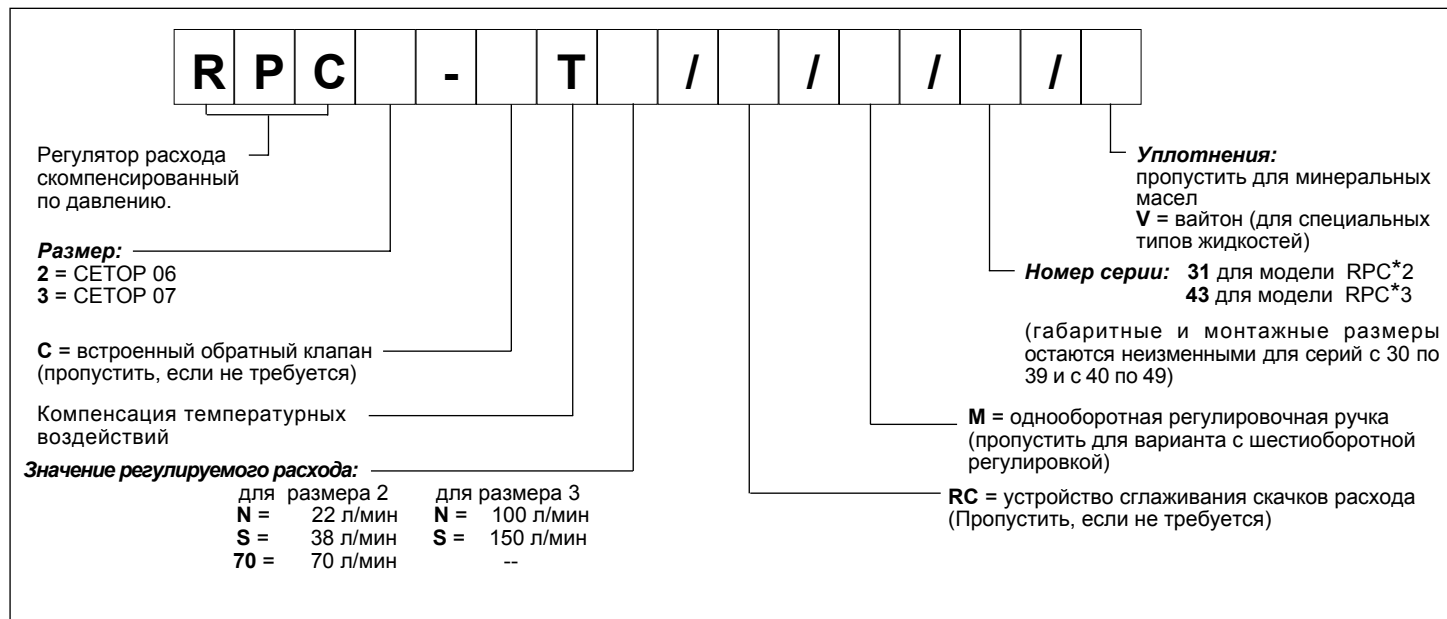 RPC - T / / / /
Регулятор расхода
скомпенсированный
по давлению.
Размер:
2 = CETOP 06
3 = CETOP 07
C = встроенный обратный клапан
(пропустить, если не требуется)
Компенсация температурных
воздействий
Значение регулируемого расхода:
для размера 2 для размера 3
N = 22 л/мин N = 100 л/мин
S = 38 л/мин S = 150 л/мин
70 = 70 л/мин --
Уплотнения:
пропустить для минеральных
масел
V = вайтон (для специальных
типов жидкостей)
Номер серии: 31 для модели RPC*2
43 для модели RPC*3
(габаритные и монтажные размеры
остаются неизменными для серий с 30 по
39 и с 40 по 49)
M = однооборотная регулировочная ручка
(пропустить для варианта с шестиоборотной
регулировкой)
RC = устройство сглаживания скачков расхода
(Пропустить, если не требуется)